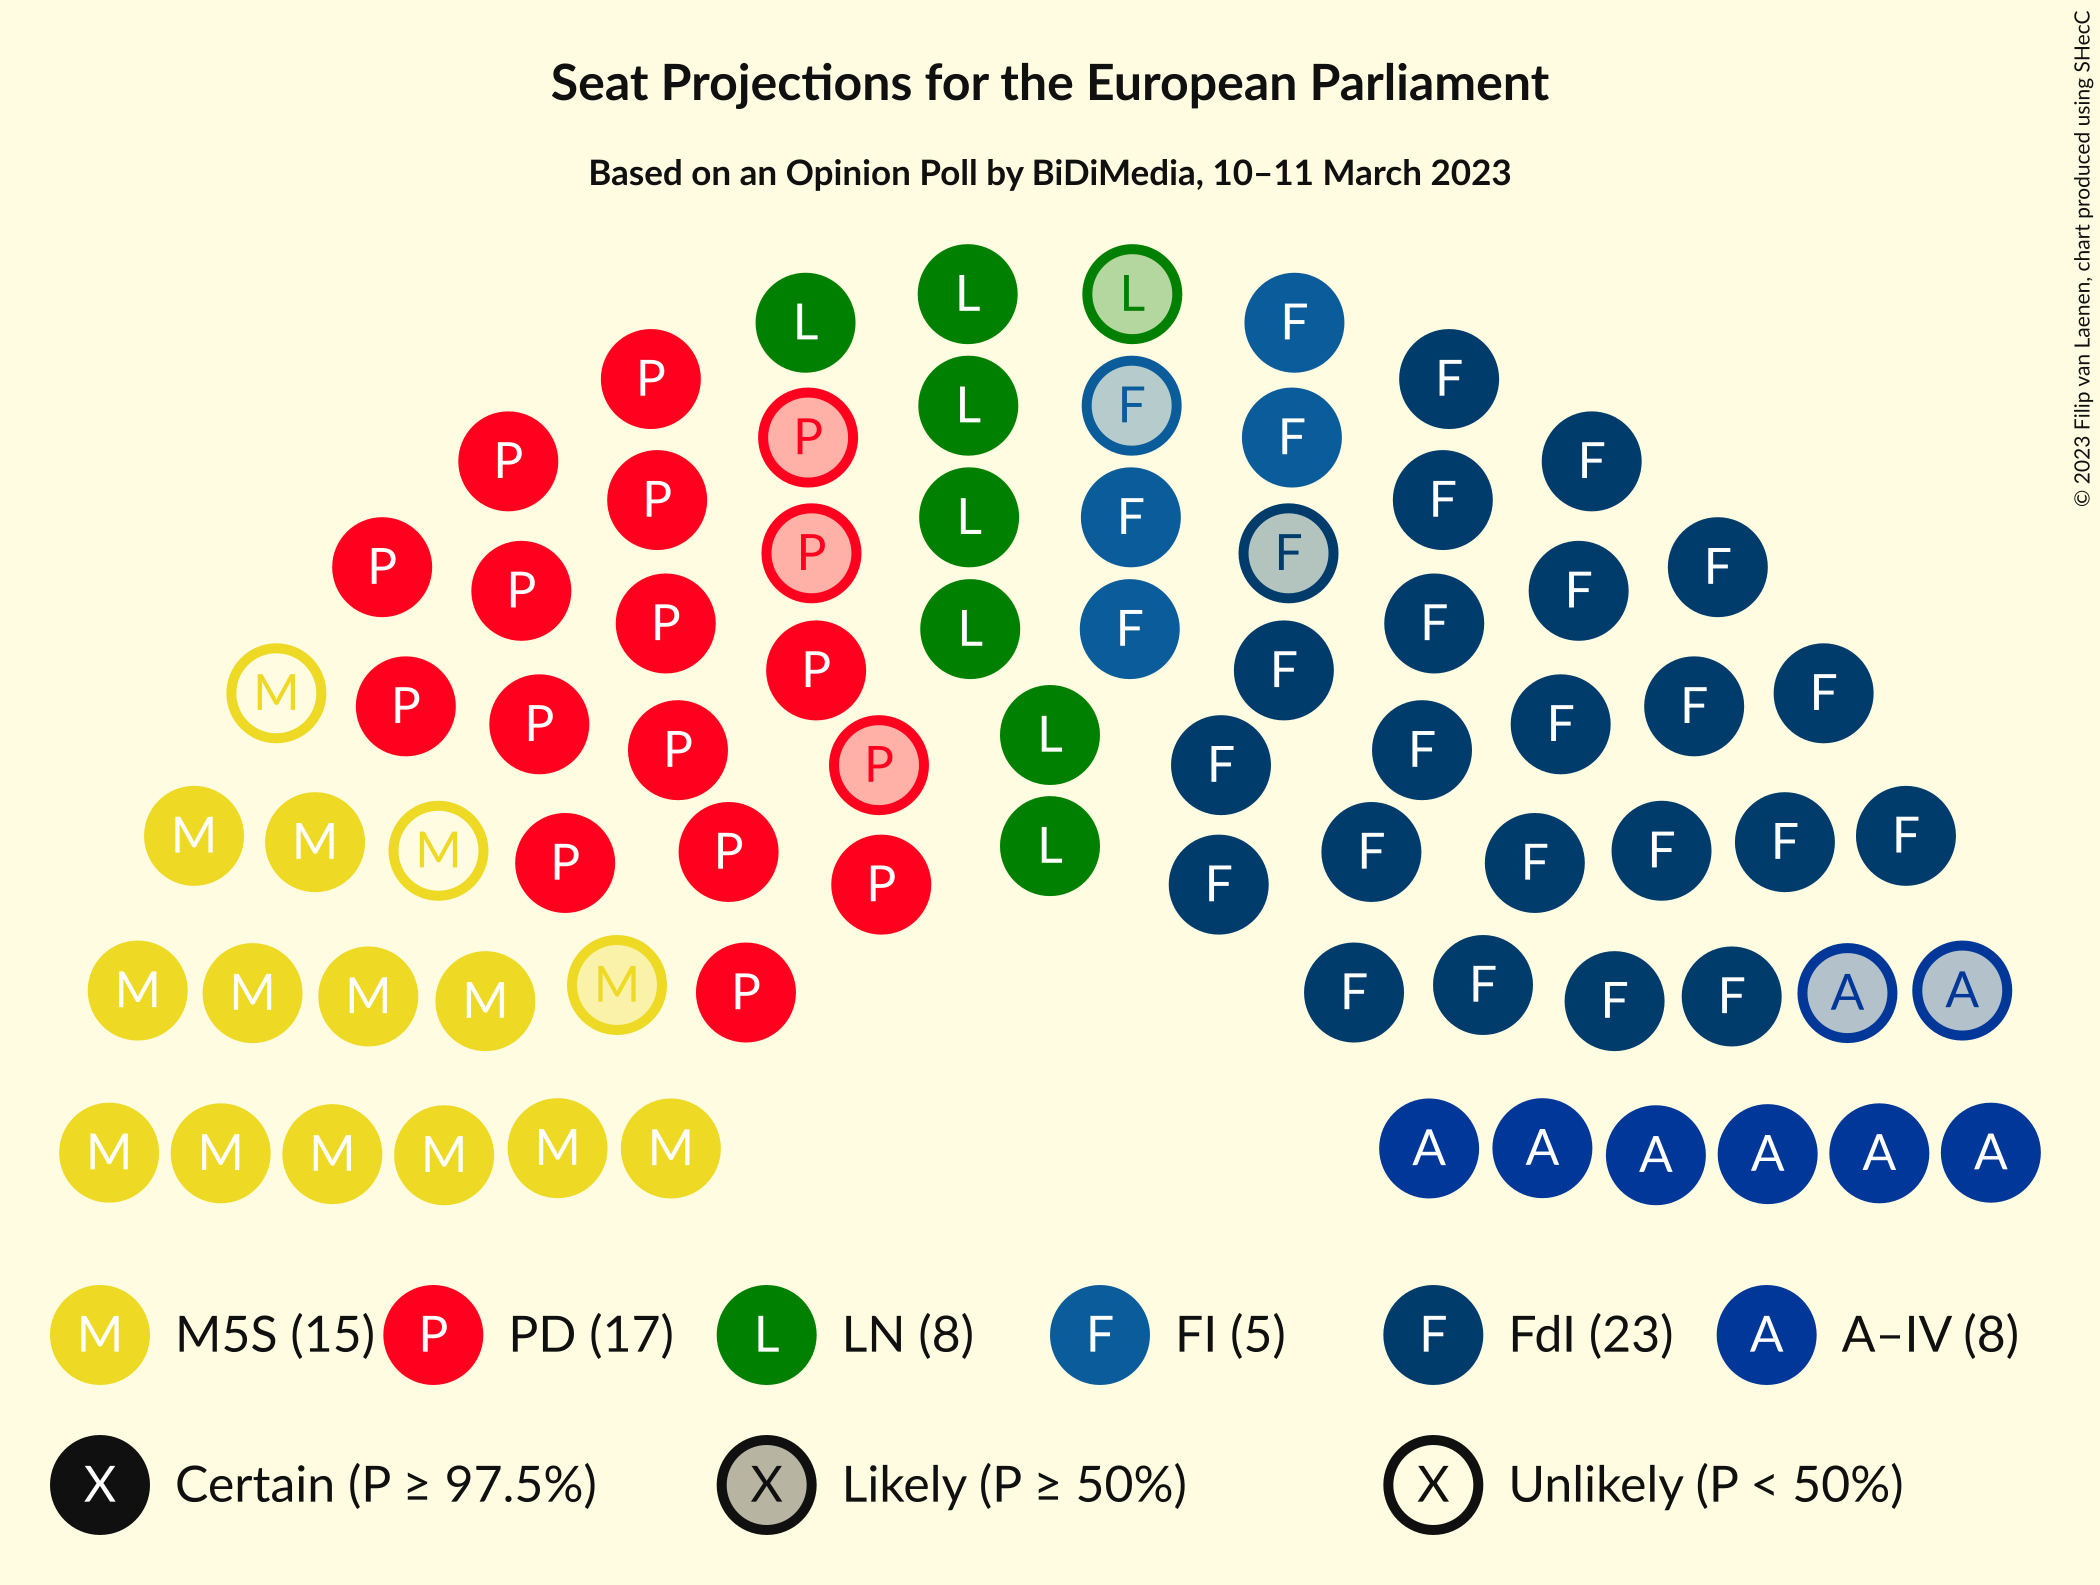 Seat Projections for the European Parliament
Based on an Opinion Poll by BiDiMedia, 10–11 March 2023
© 2023 Filip van Laenen, chart produced using SHecC
L L
L F
P L F F
L F
P P F
P P F F
L F
P P F F
P F
P P F F
L F
P F
M P F F
P P F F
P F
L
P F
M M F F
M P P F F F
L
P F
M P F A
M M M P F F A
M F
M F
M M F F
M M A A
M M A A
M M A A
M M5S (15) P PD (17) L LN (8) F FI (5) F FdI (23) A A–IV (8)
X Certain (P ≥ 97.5%) X Likely (P ≥ 50%) X Unlikely (P < 50%)